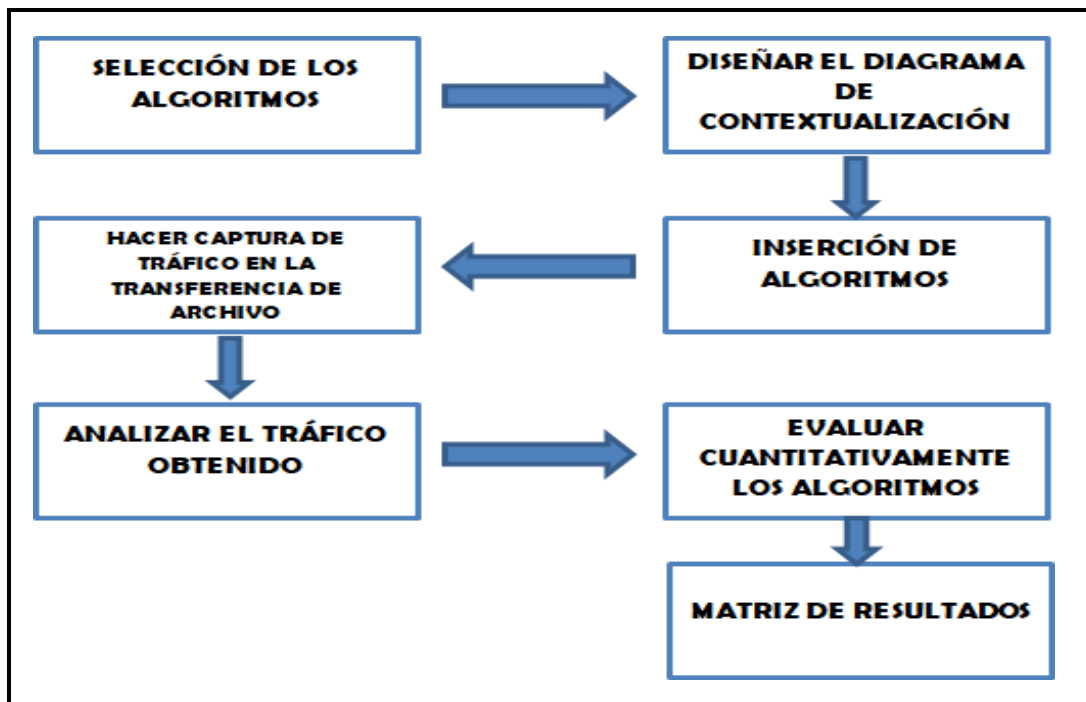 SELECCIÓN DE LOS
ALGORITMOS
DISEÑAR EL DIAGRAMA
DE
CONTEXTUALIZACIÓN
INSERCIÓN DE
ALGORITMOS
HACER CAPTURA DE
TRÁFICO EN LA
TRANSFERENCIA DE
ARCHIVO
ANALIZAR EL TRÁFICO
OBTENIDO
EVALUAR
CUANTITATIVAMENTE
LOS ALGORITMOS
MATRIZ DE RESULTADOS